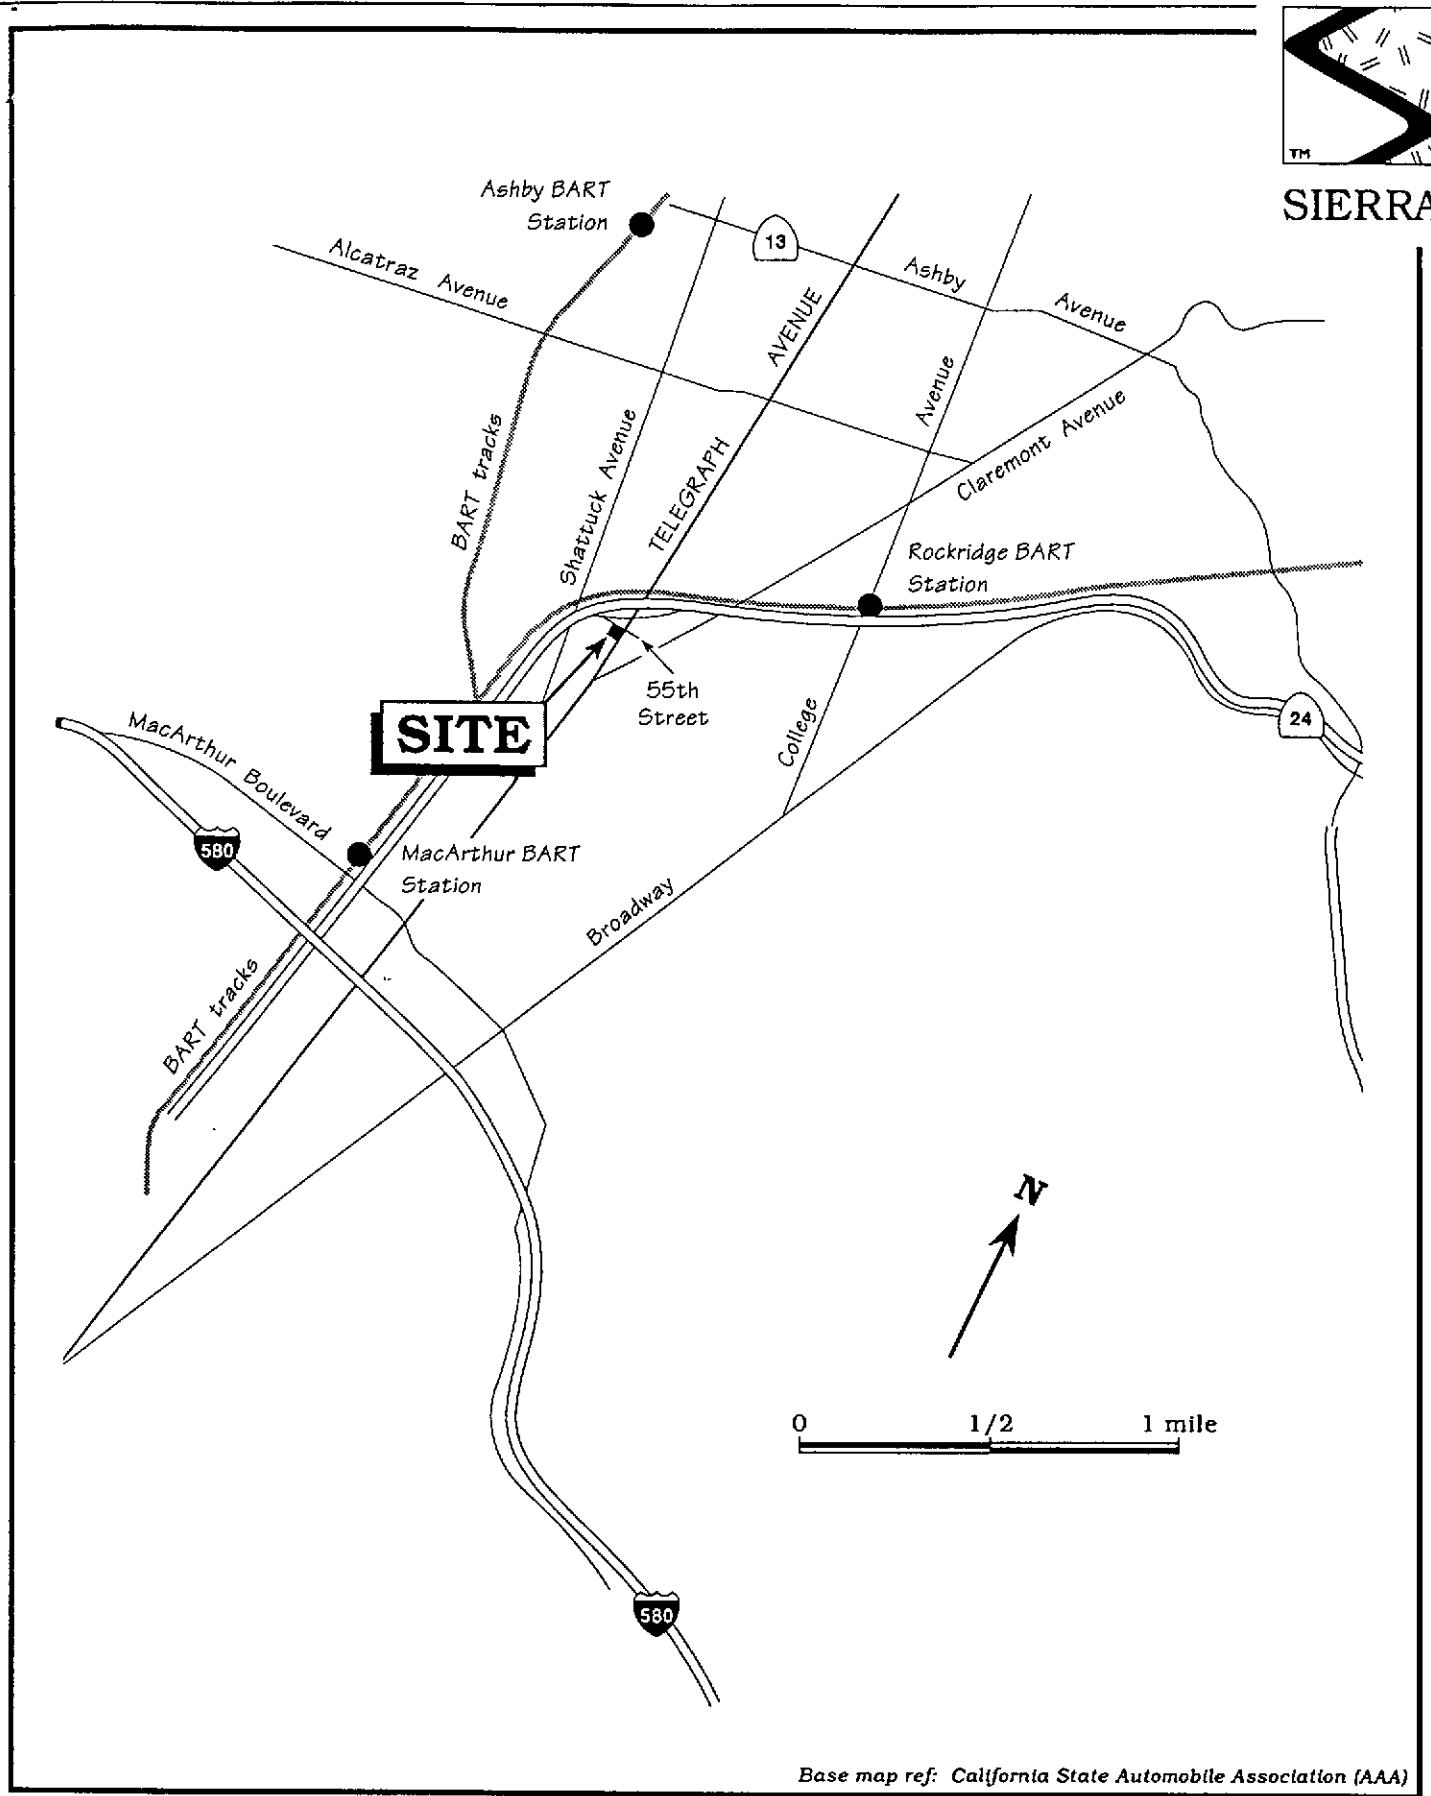 TM
SIERRA
Ashby BART
Station
13
Alcatraz Avenue
Ashby Avenue
AVENUE
Avenue
BART tracks
Shattuck Avenue
TELEGRAPH
Claremont Avenue
Rockridge BART
Station
55th
Street
SITE
College
24
MacArthur Boulevard
580
MacArthur BART
Station
Broadway
BART tracks
N
0 1/2 1 mile
580
Base map ref: California State Automobile Association (AAA)